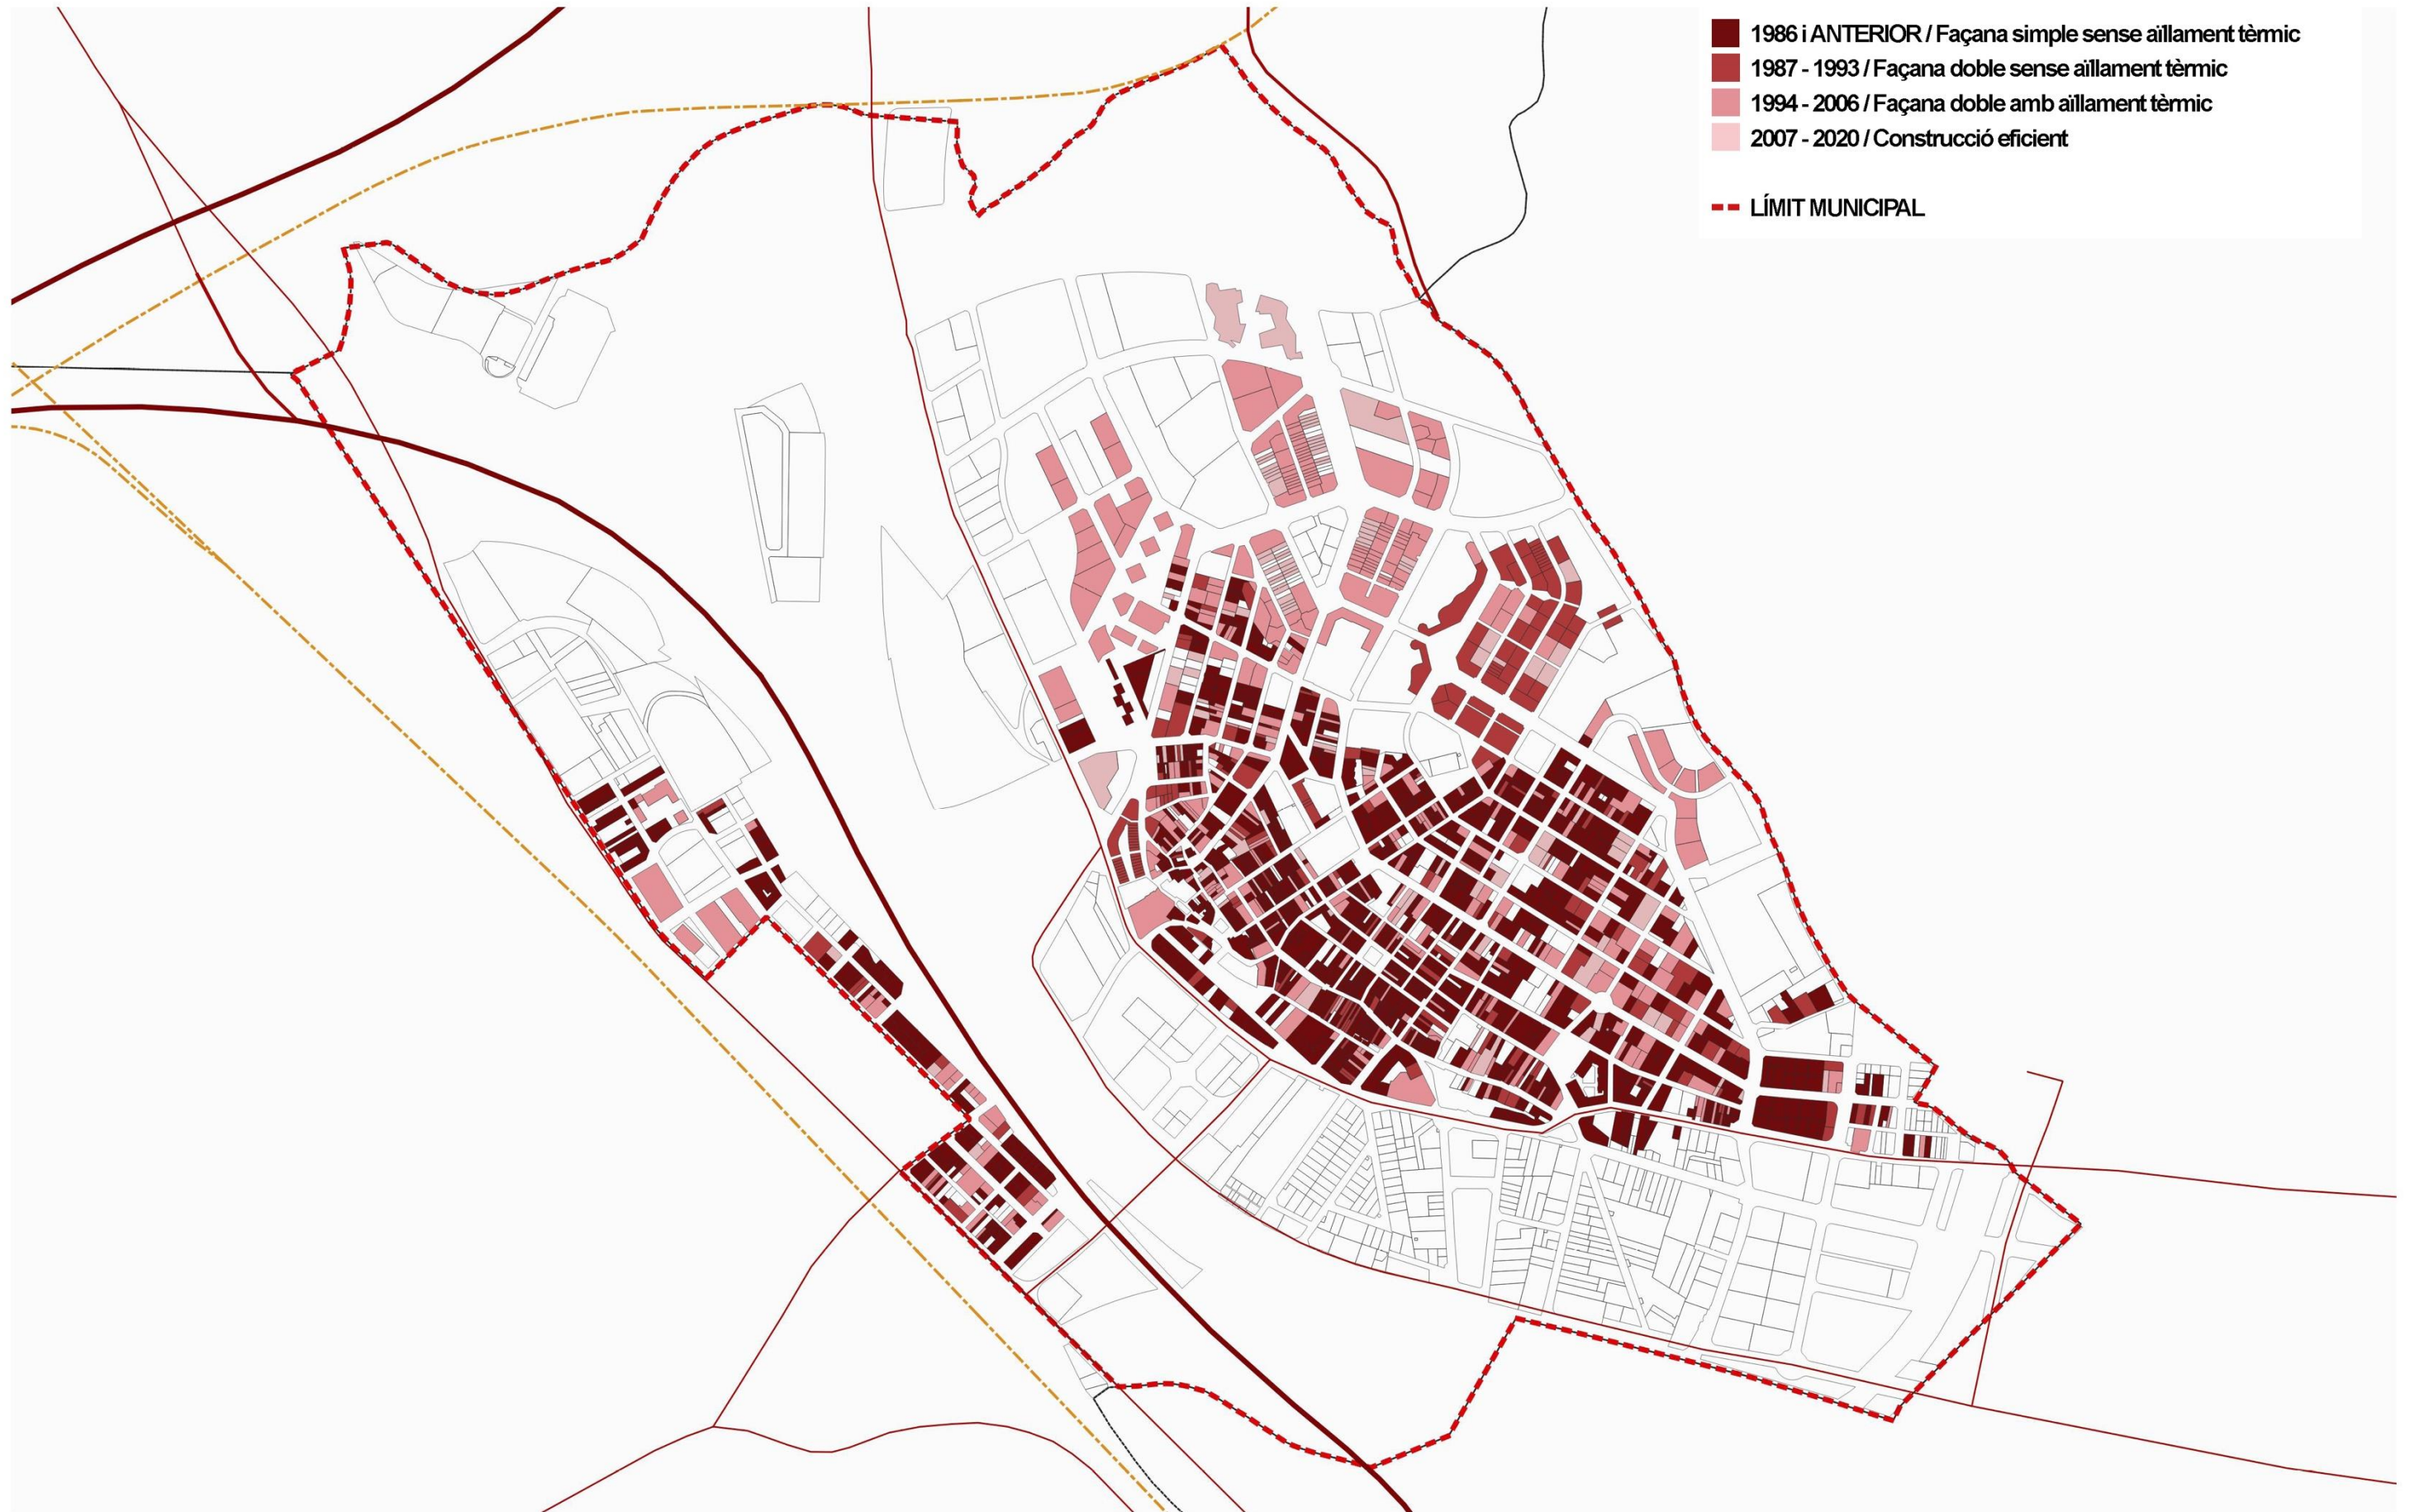 1986 i ANTERIOR / Façana simple sense aïllament tèrmic
1987 - 1993 / Façana doble sense aïllament tèrmic
1994 - 2006 / Façana doble amb aïllament tèrmic
2007 - 2020 / Construcció eficient
LÍMIT MUNICIPAL